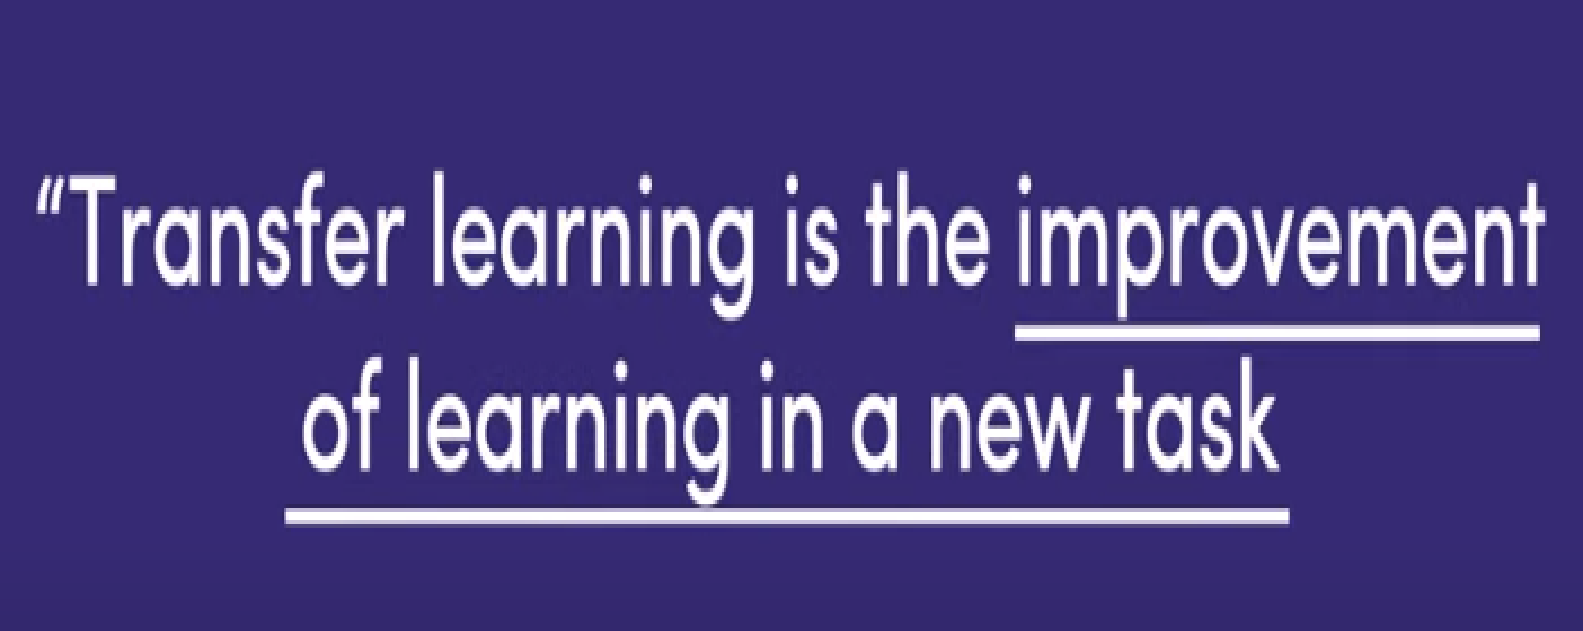 “Transfer learning is the improvement
of learning in a new task